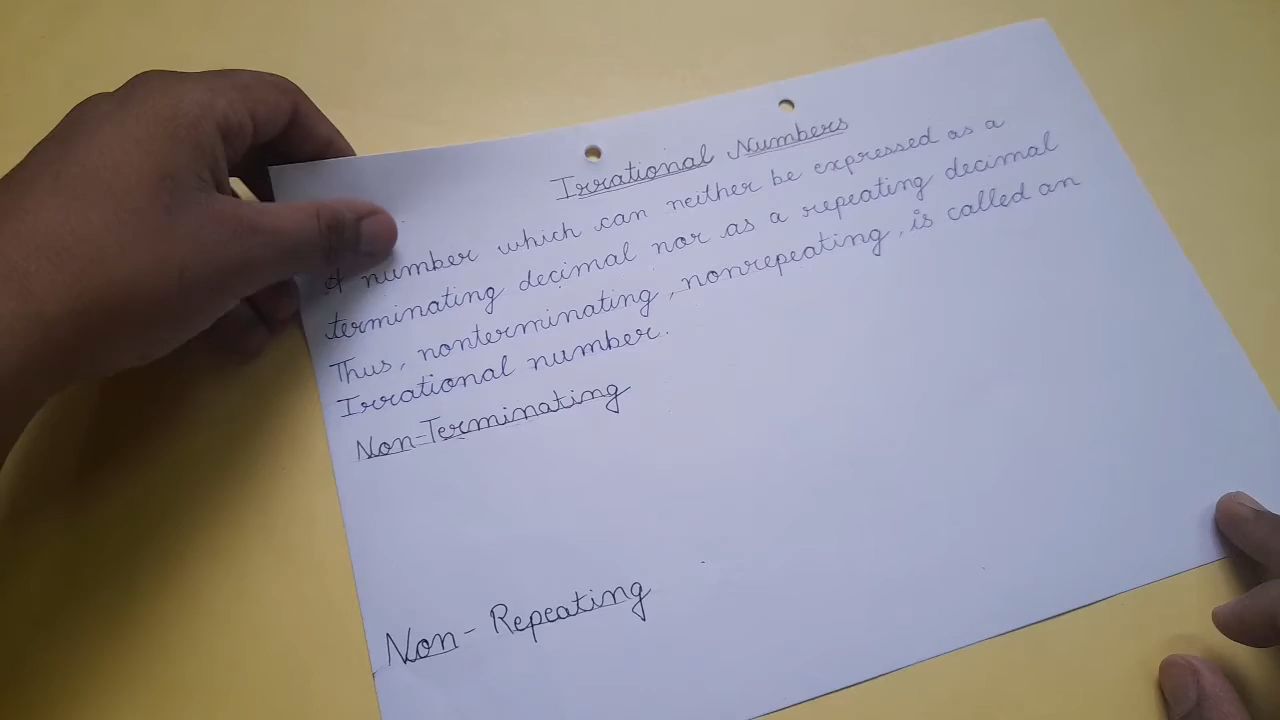 Irrational Numbers
A number which can neither be expressed as a
terminating decimal nor as a repeating decimal
Thus, nonterminating, nonrepeating, is called an
Irrational number.
Non-Terminating
Non-Repeating